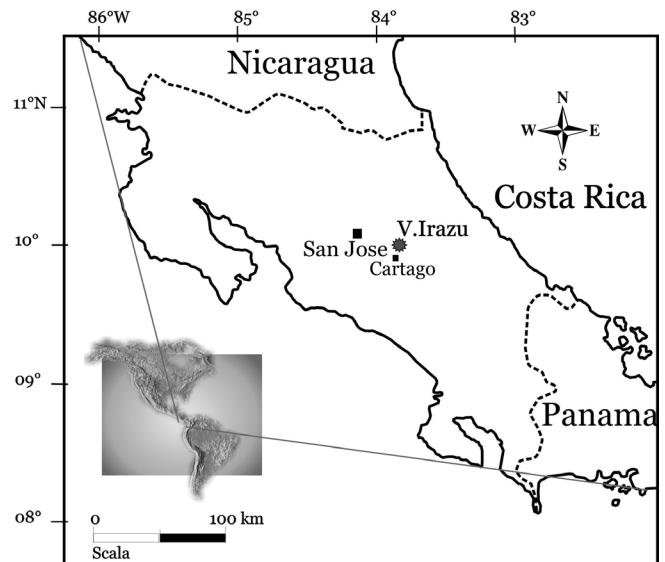 86°W
85°
84°
83°
Nicaragua
11°N
N
W E
S
Costa Rica
V.Irazu
10°
San Jose
Cartago
09°
Panama
08°
0 100 km
Scala